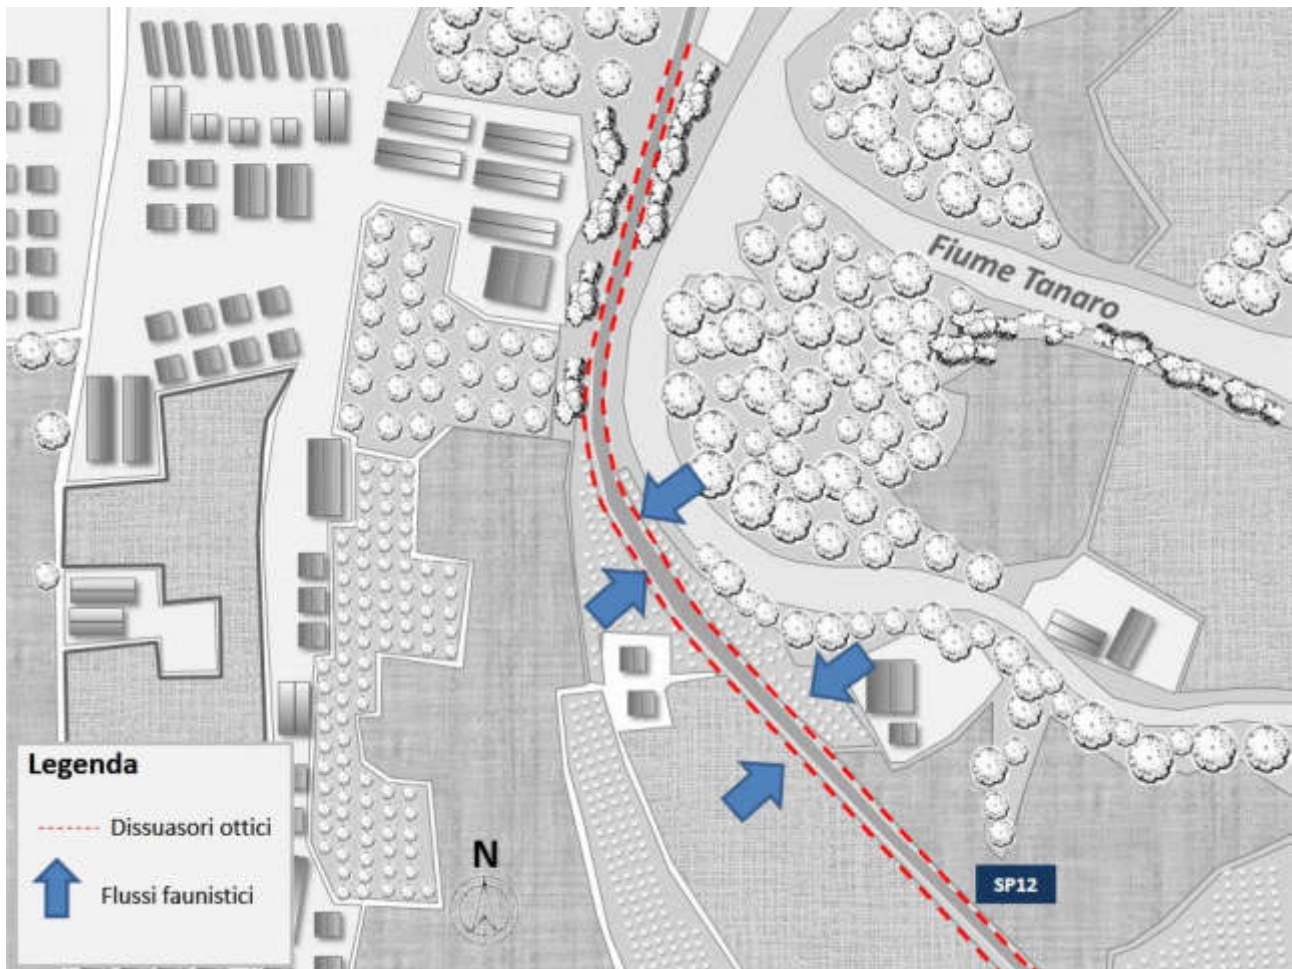 Fiume Tanaro
Legenda
Dissuasori ottici
Flussi faunistici
N
SP12